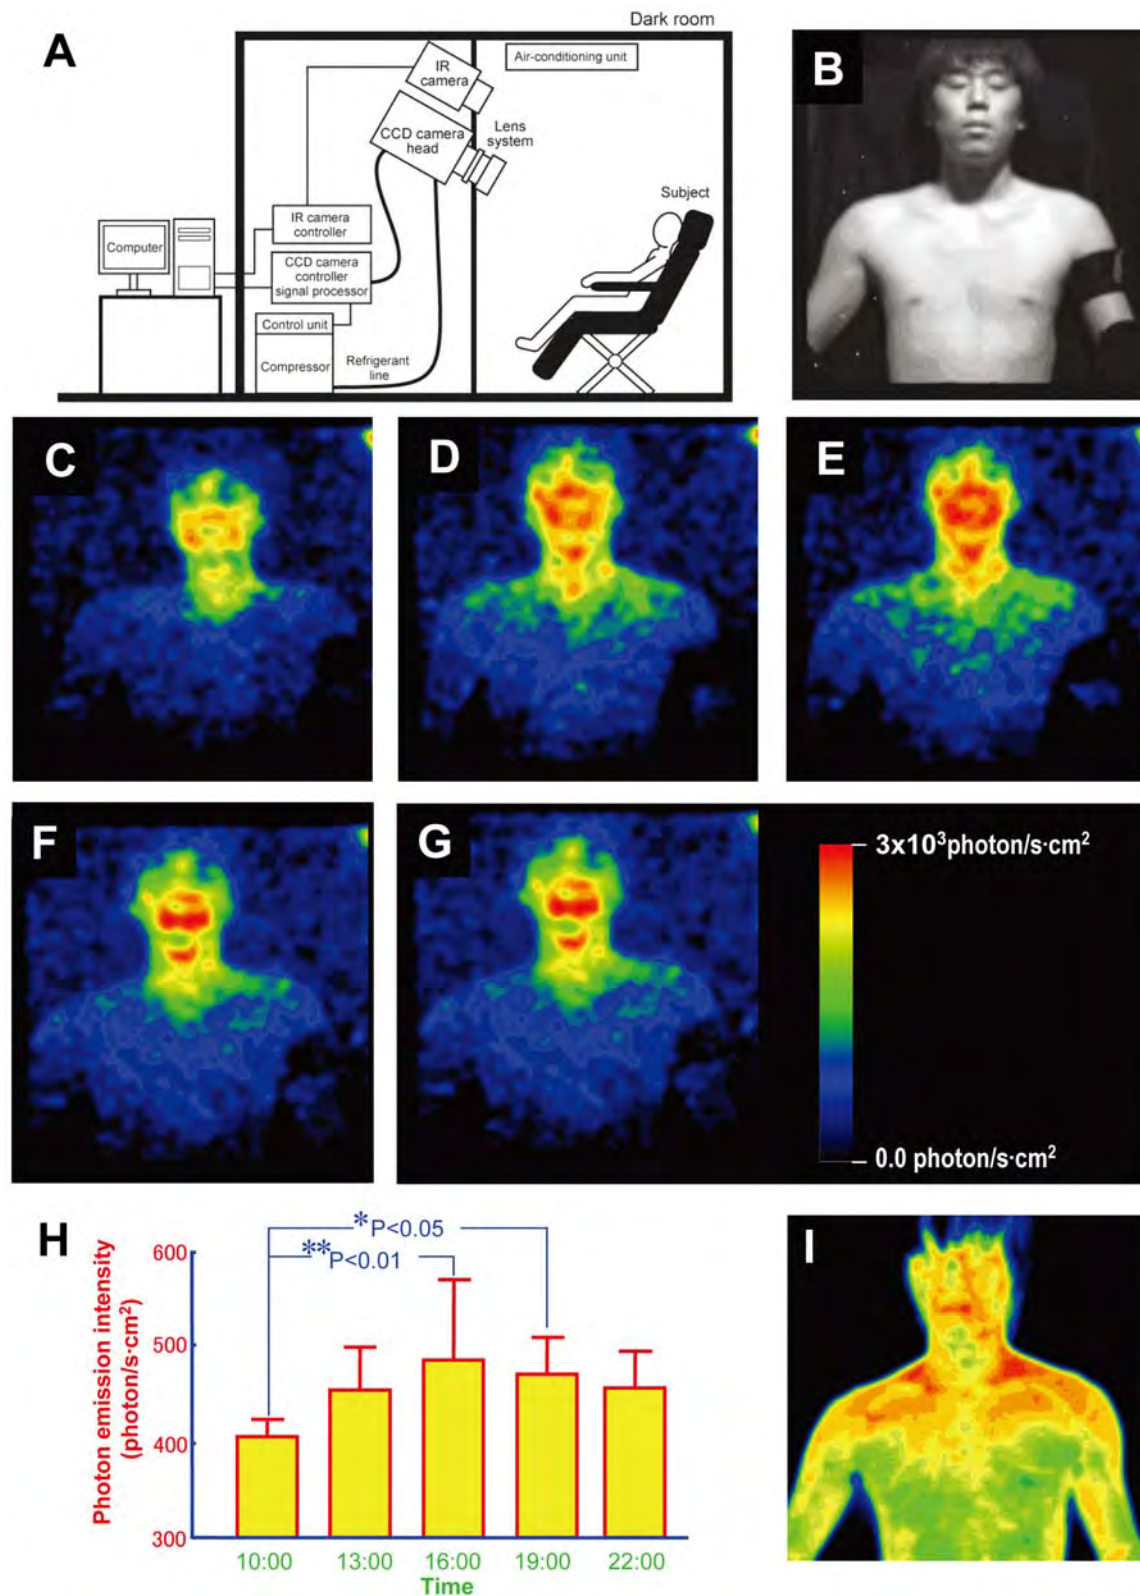 A
Dark room
IR
camera
Air-conditioning unit
CCD camera
head
Lens
system
Subject
IR camera
controller
Computer
CCD camera
controller
signal processor
Control unit
Compressor
Refrigerant
line
B
C
D
E
F
G
3x10³photon/s·cm²
0.0 photon/s·cm²
H
Photon emission intensity
(photon/s·cm²)
600
500
400
300
*P<0.05
**P<0.01
10:00
13:00
16:00
19:00
22:00
Time
I